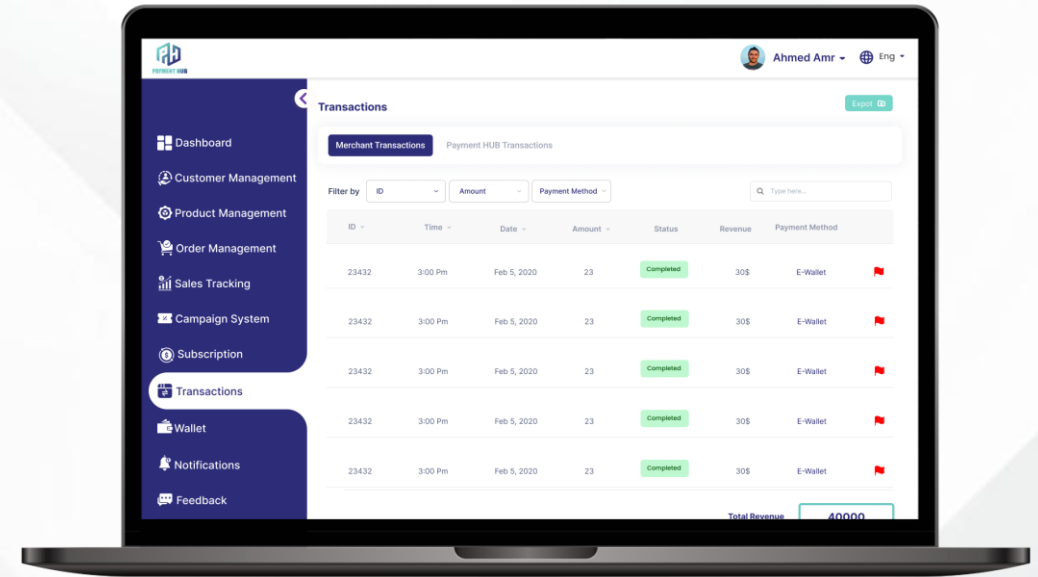 PAYMENT HUB
Ahmed Amr
Eng
Transactions
Expot
Merchant Transactions
Payment HUB Transactions
Filter by
ID
Amount
Payment Method
Type here...
Dashboard
Customer Management
Product Management
Order Management
Sales Tracking
Campaign System
Subscription
Transactions
Wallet
Notifications
Feedback
ID Time Date Amount Status Revenue Payment Method
23432 3:00 Pm Feb 5, 2020 23 Completed 30$ E-Wallet
23432 3:00 Pm Feb 5, 2020 23 Completed 30$ E-Wallet
23432 3:00 Pm Feb 5, 2020 23 Completed 30$ E-Wallet
23432 3:00 Pm Feb 5, 2020 23 Completed 30$ E-Wallet
23432 3:00 Pm Feb 5, 2020 23 Completed 30$ E-Wallet
Total Revenue 40000